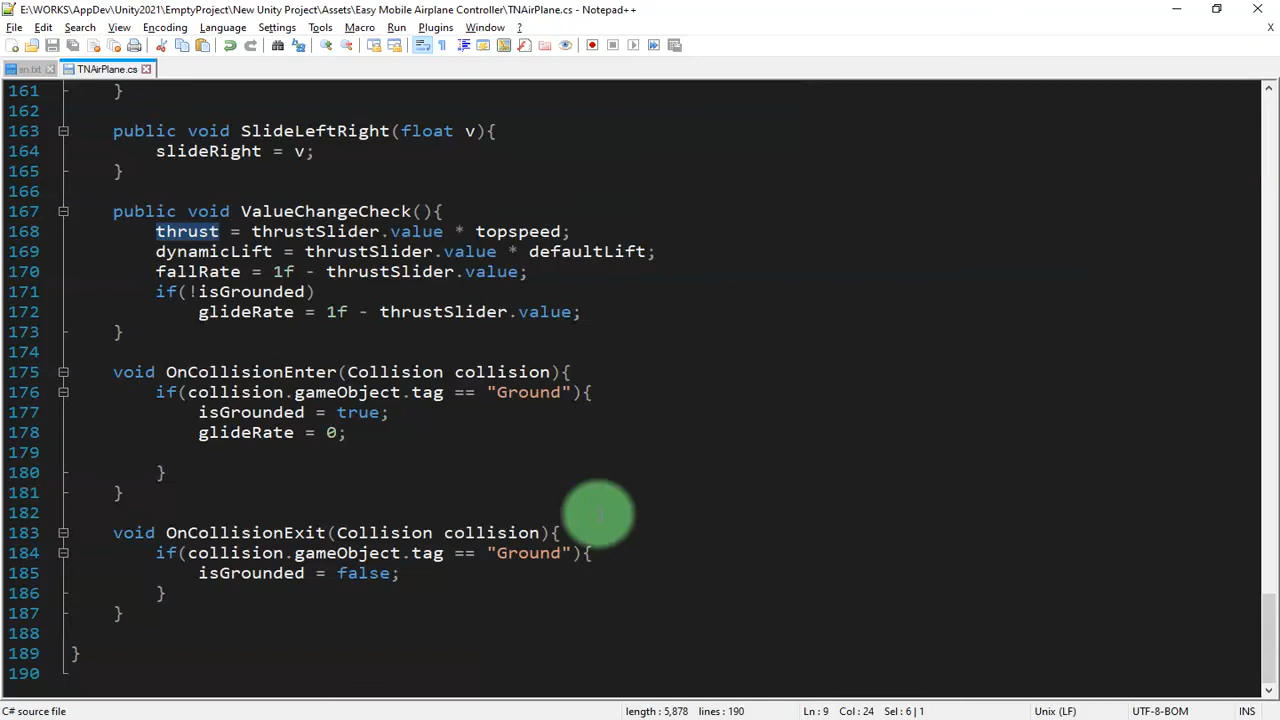 E:\WORKS\AppDev\Unity2021\EmptyProject\New Unity Project\Assets\Easy Mobile Airplane Controller\TNAirPlane.cs - Notepad++
File Edit Search View Encoding Language Settings Tools Macro Run Plugins Window ? X
sn.txt TNAirPlane.cs
161 }
162
163 public void SlideLeftRight(float v){
164 slideRight = v;
165 }
166
167 public void ValueChangeCheck(){
168 thrust = thrustSlider.value * topspeed;
169 dynamicLift = thrustSlider.value * defaultLift;
170 fallRate = 1f - thrustSlider.value;
171 if(!isGrounded)
172 glideRate = 1f - thrustSlider.value;
173 }
174
175 void OnCollisionEnter(Collision collision){
176 if(collision.gameObject.tag == "Ground"){
177 isGrounded = true;
178 glideRate = 0;
179
180 }
181 }
182
183 void OnCollisionExit(Collision collision){
184 if(collision.gameObject.tag == "Ground"){
185 isGrounded = false;
186 }
187 }
188
189 }
190
C# source file length : 5,878 lines : 190 Ln : 9 Col : 24 Sel : 6 | 1 Unix (LF) UTF-8-BOM INS